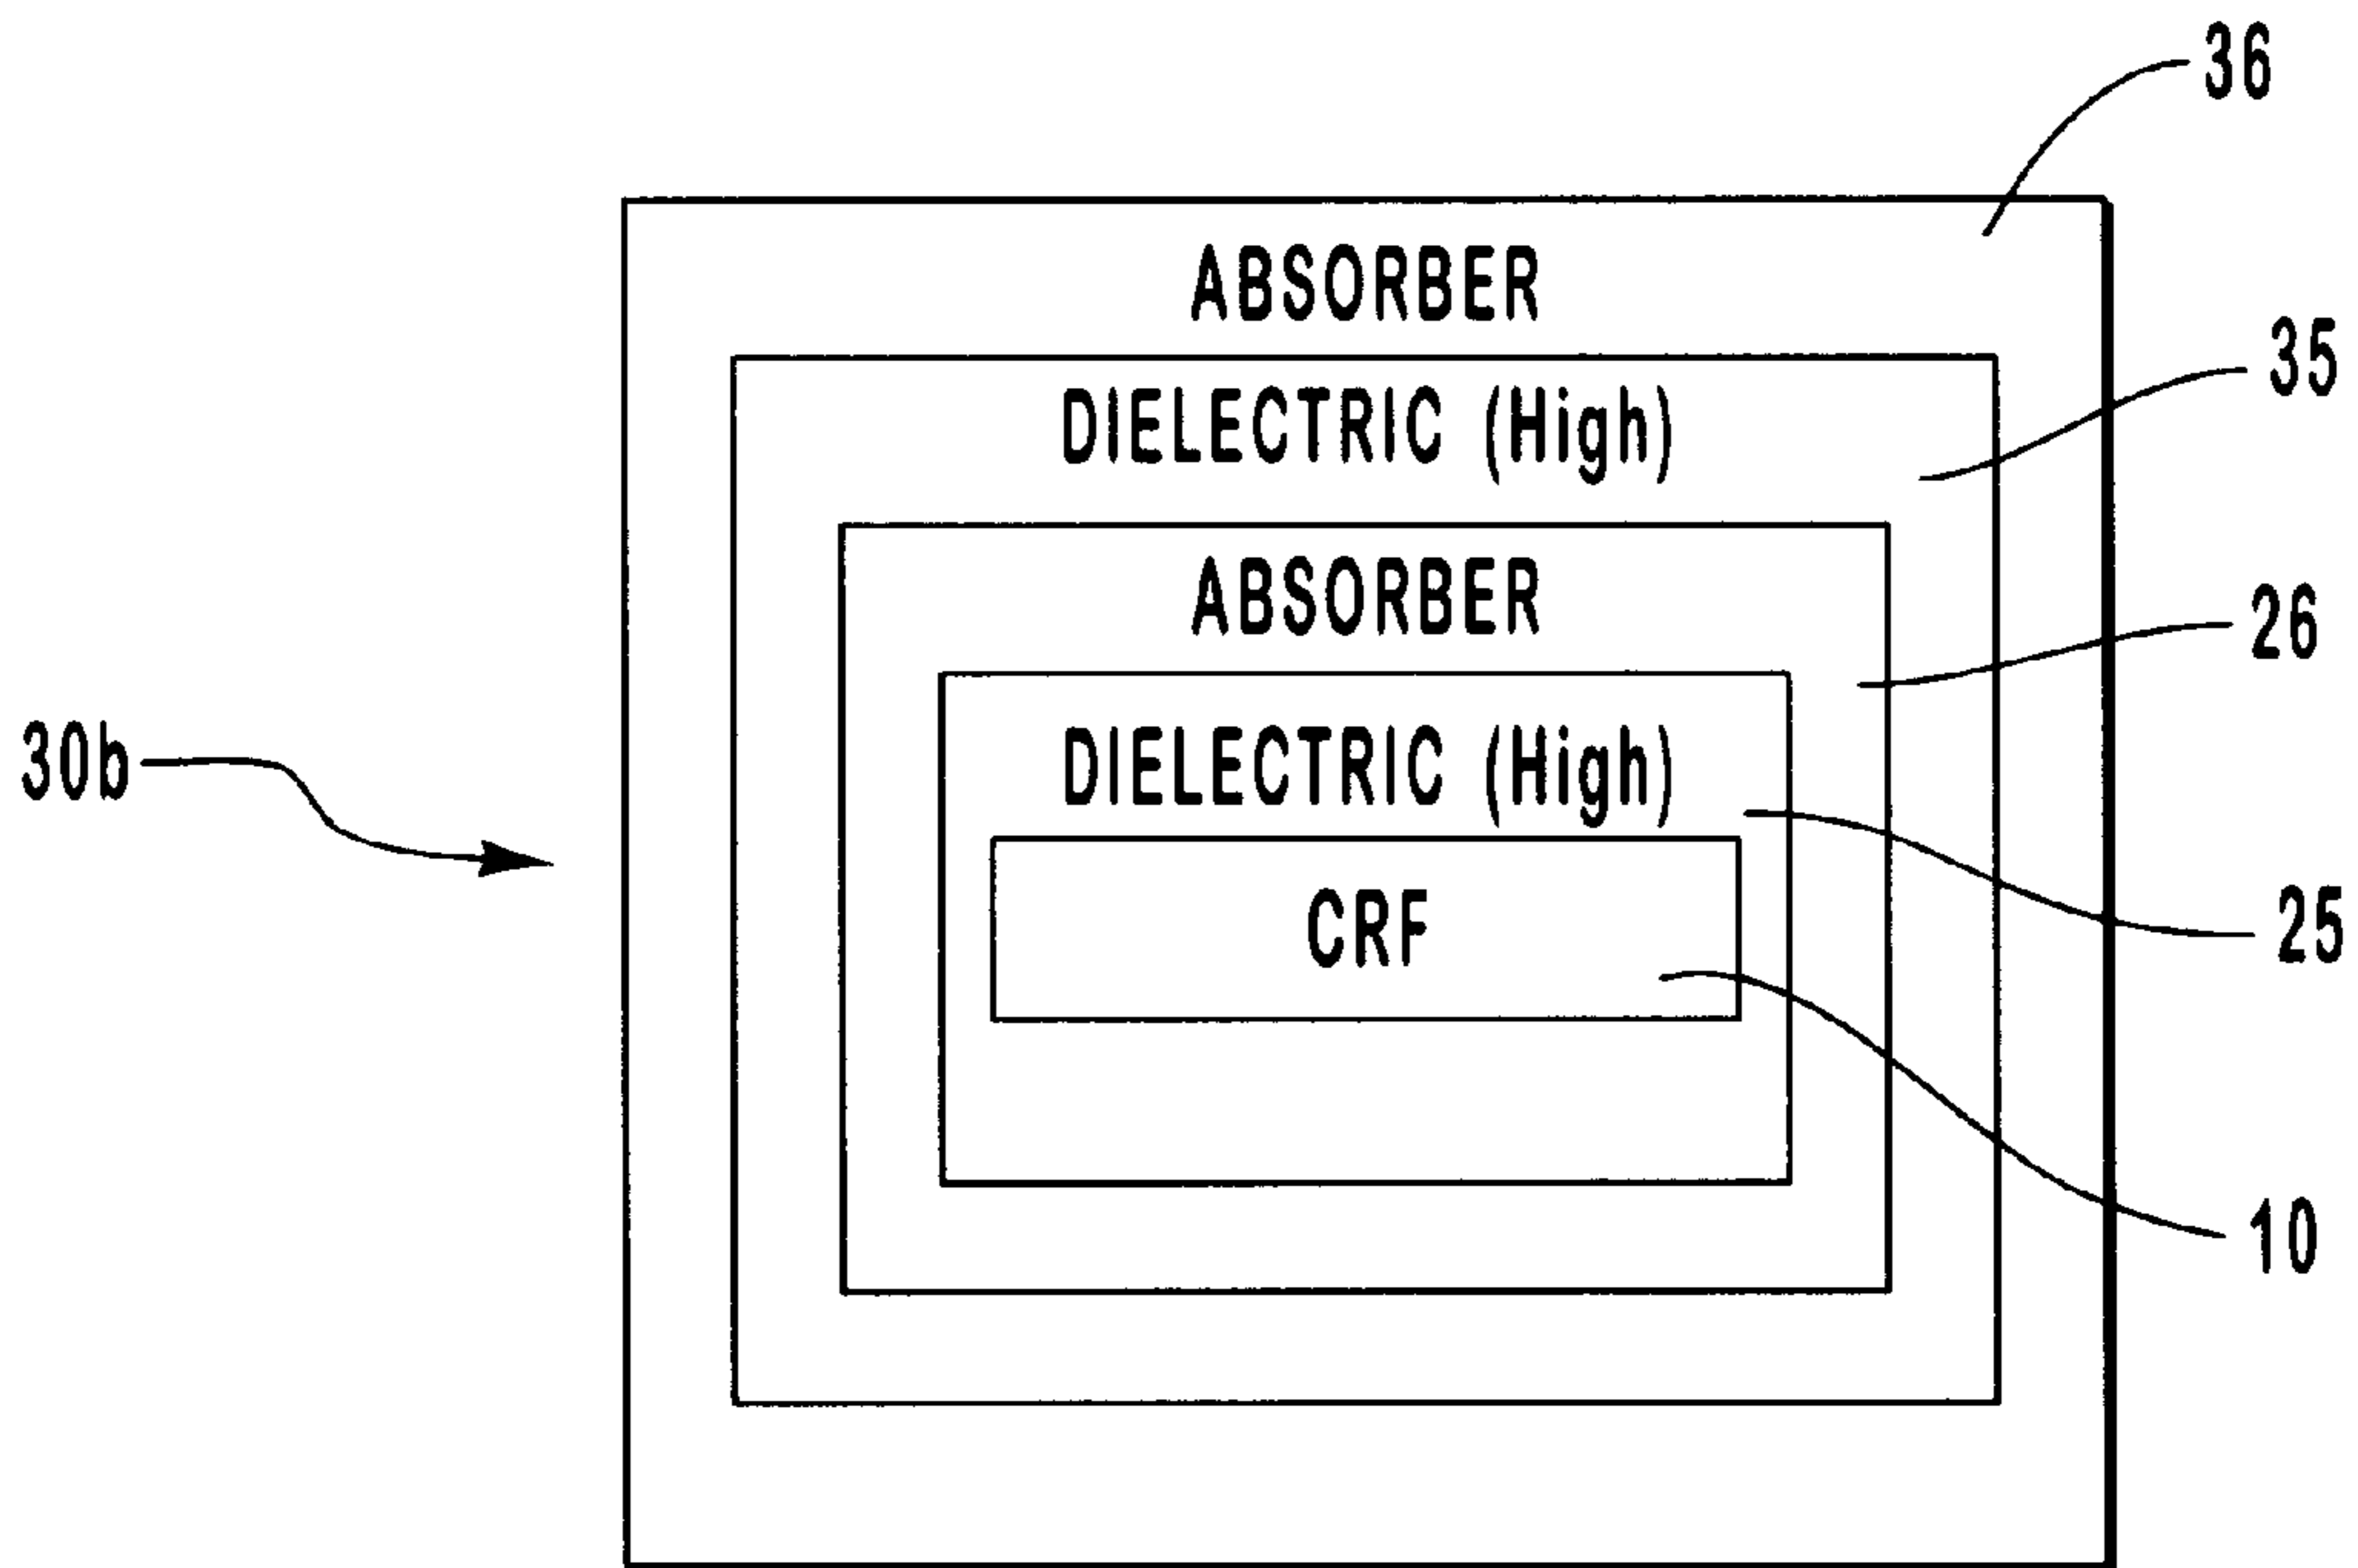 36
ABSORBER
35
DIELECTRIC (High)
ABSORBER
26
30b
DIELECTRIC (High)
CRF
25
10